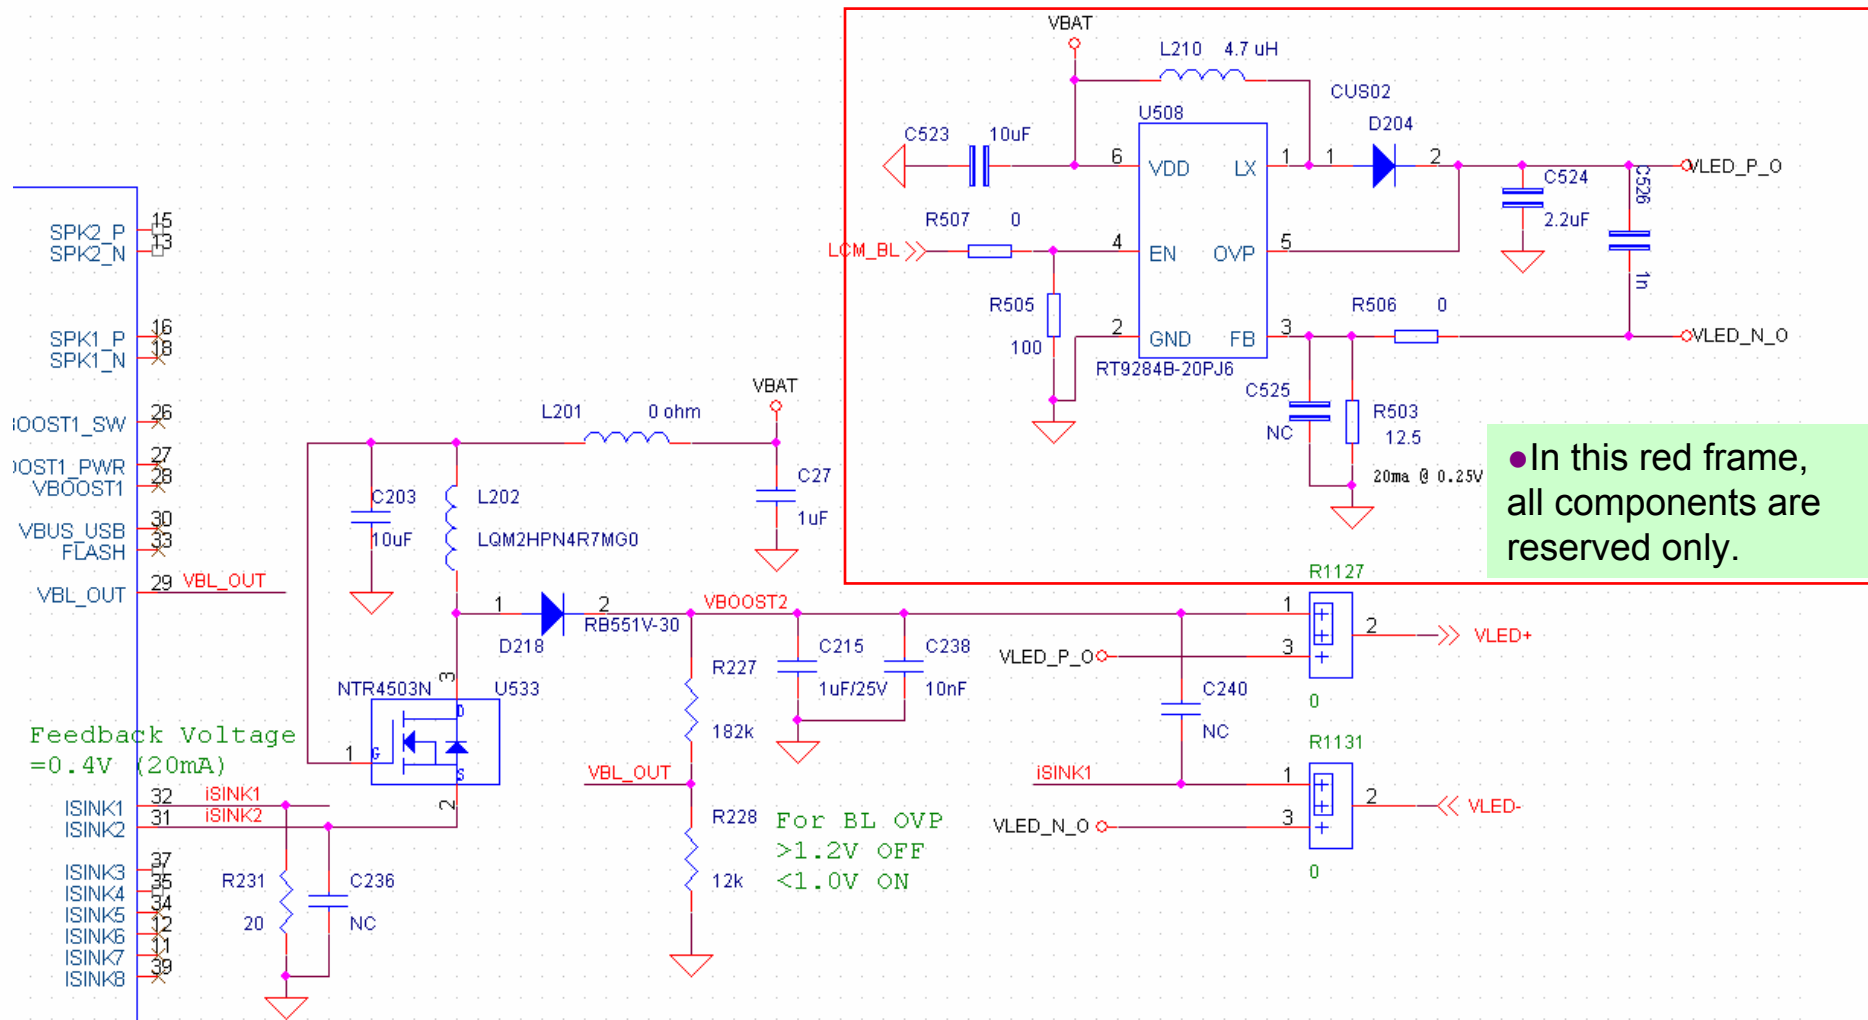 VBAT
L210 4.7 uH
CUS02
U508
D204
C523 10uF
6 VDD LX 1 1 2
VLED_P_O
C524
C526
2.2uF
R507 0
LCM_BL 4 EN OVP 5
1n
R505
R506 0
100
2 GND FB 3
VLED_N_O
RT9284B-20PJ6
C525
R503
NC
12.5
20ma @ 0.25V
●In this red frame,
all components are
reserved only.
SPK2_P 15
SPK2_N 13
SPK1_P 16
SPK1_N 18
OOST1_SW 26
OOST1_PWR 27
VBOOST1 28
VBUS_USB 30
FLASH 33
VBL_OUT 29 VBL_OUT
VBAT
L201 0 ohm
C27
1uF
C203
10uF
L202
LQM2HPN4R7MG0
1 2
D218
RB551V-30
VBOOST2
R1127
1
2 VLED+
VLED_P_O 3
0
C215
1uF/25V
C238
10nF
R227
182k
C240
NC
NTR4503N 3 U533
D
1 G
S
2
Feedback Voltage
=0.4V (20mA)
VBL_OUT
R1131
iSINK1 1
2 VLED-
VLED_N_O 3
0
ISINK1 32 iSINK1
ISINK2 31 iSINK2
ISINK3 37
ISINK4 35
ISINK5 34
ISINK6 12
ISINK7 11
ISINK8 39
R231
20
C236
NC
R228
12k
For BL OVP
>1.2V OFF
<1.0V ON